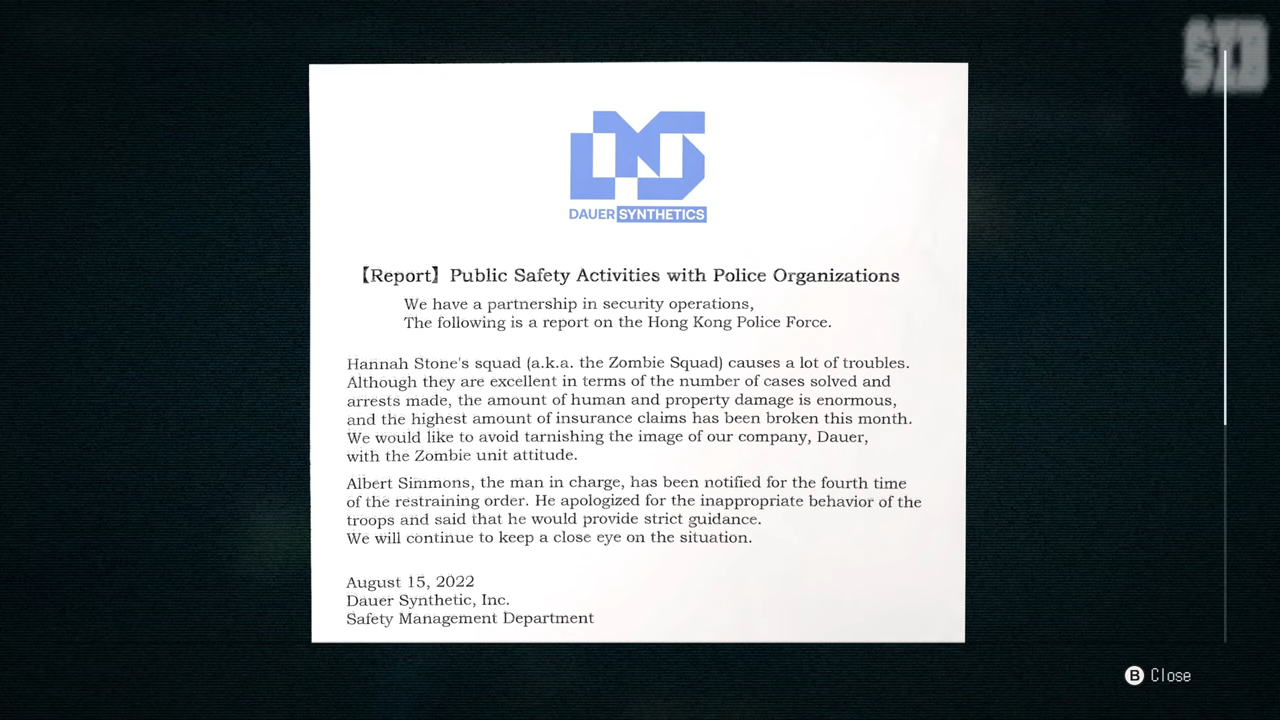 SXB
DAUER SYNTHETICS
【Report】 Public Safety Activities with Police Organizations
We have a partnership in security operations,
The following is a report on the Hong Kong Police Force.
Hannah Stone's squad (a.k.a. the Zombie Squad) causes a lot of troubles.
Although they are excellent in terms of the number of cases solved and
arrests made, the amount of human and property damage is enormous,
and the highest amount of insurance claims has been broken this month.
We would like to avoid tarnishing the image of our company, Dauer,
with the Zombie unit attitude.
Albert Simmons, the man in charge, has been notified for the fourth time
of the restraining order. He apologized for the inappropriate behavior of the
troops and said that he would provide strict guidance.
We will continue to keep a close eye on the situation.
August 15, 2022
Dauer Synthetic, Inc.
Safety Management Department
B Close